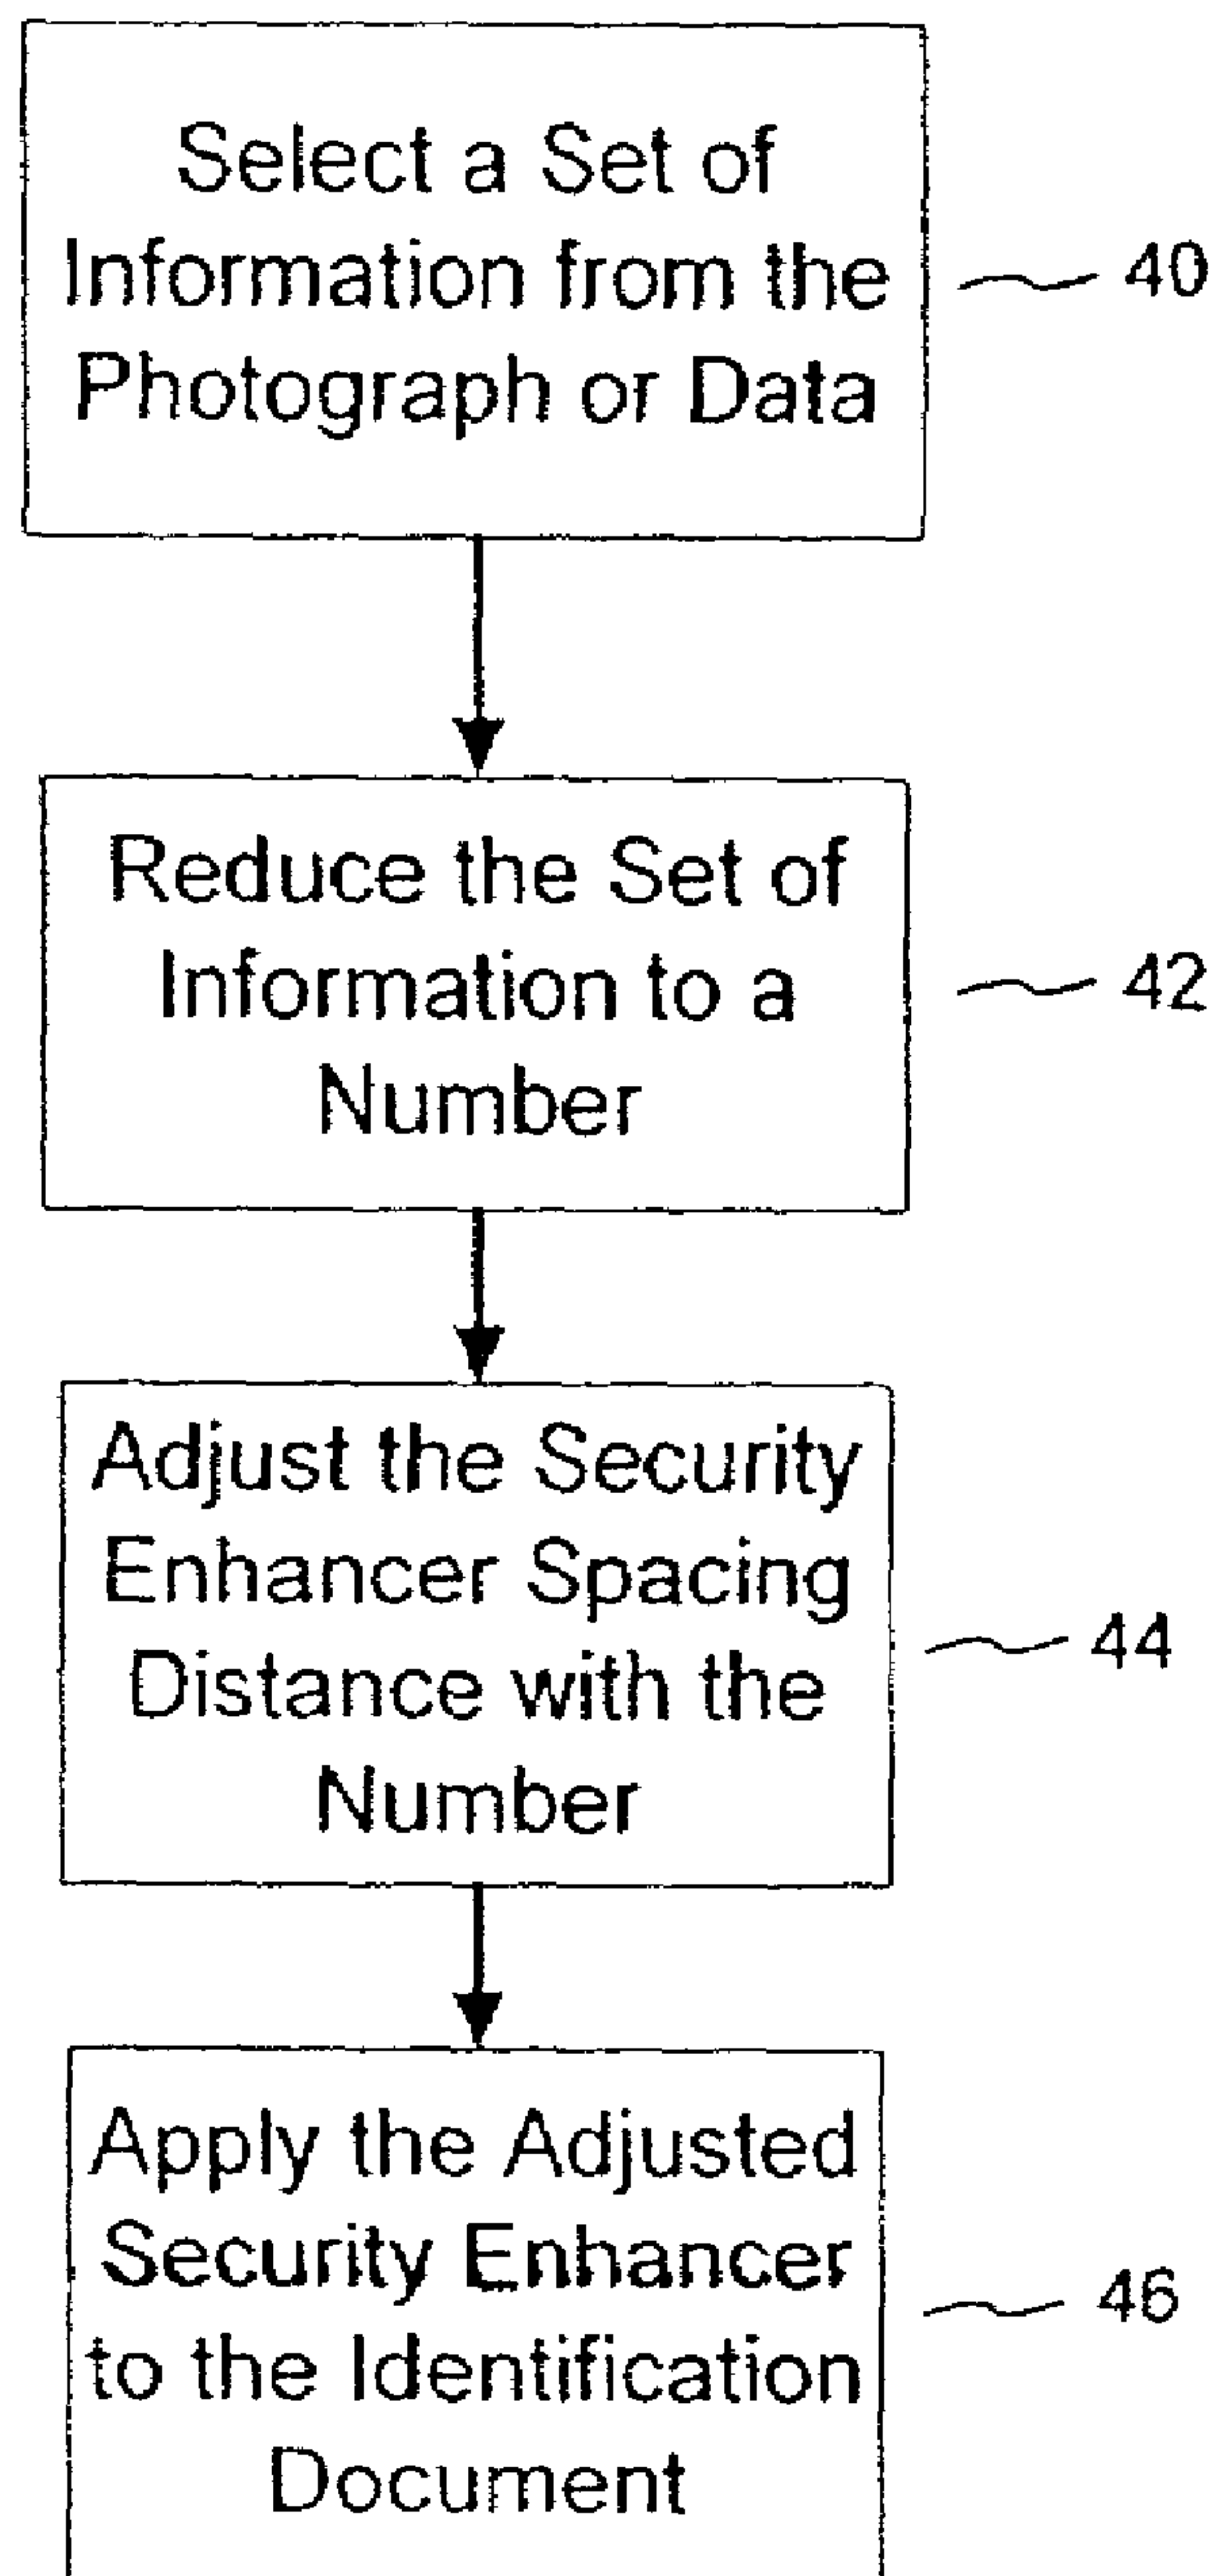 Select a Set of
Information from the
Photograph or Data
40
Reduce the Set of
Information to a
Number
42
Adjust the Security
Enhancer Spacing
Distance with the
Number
44
Apply the Adjusted
Security Enhancer
to the Identification
Document
46